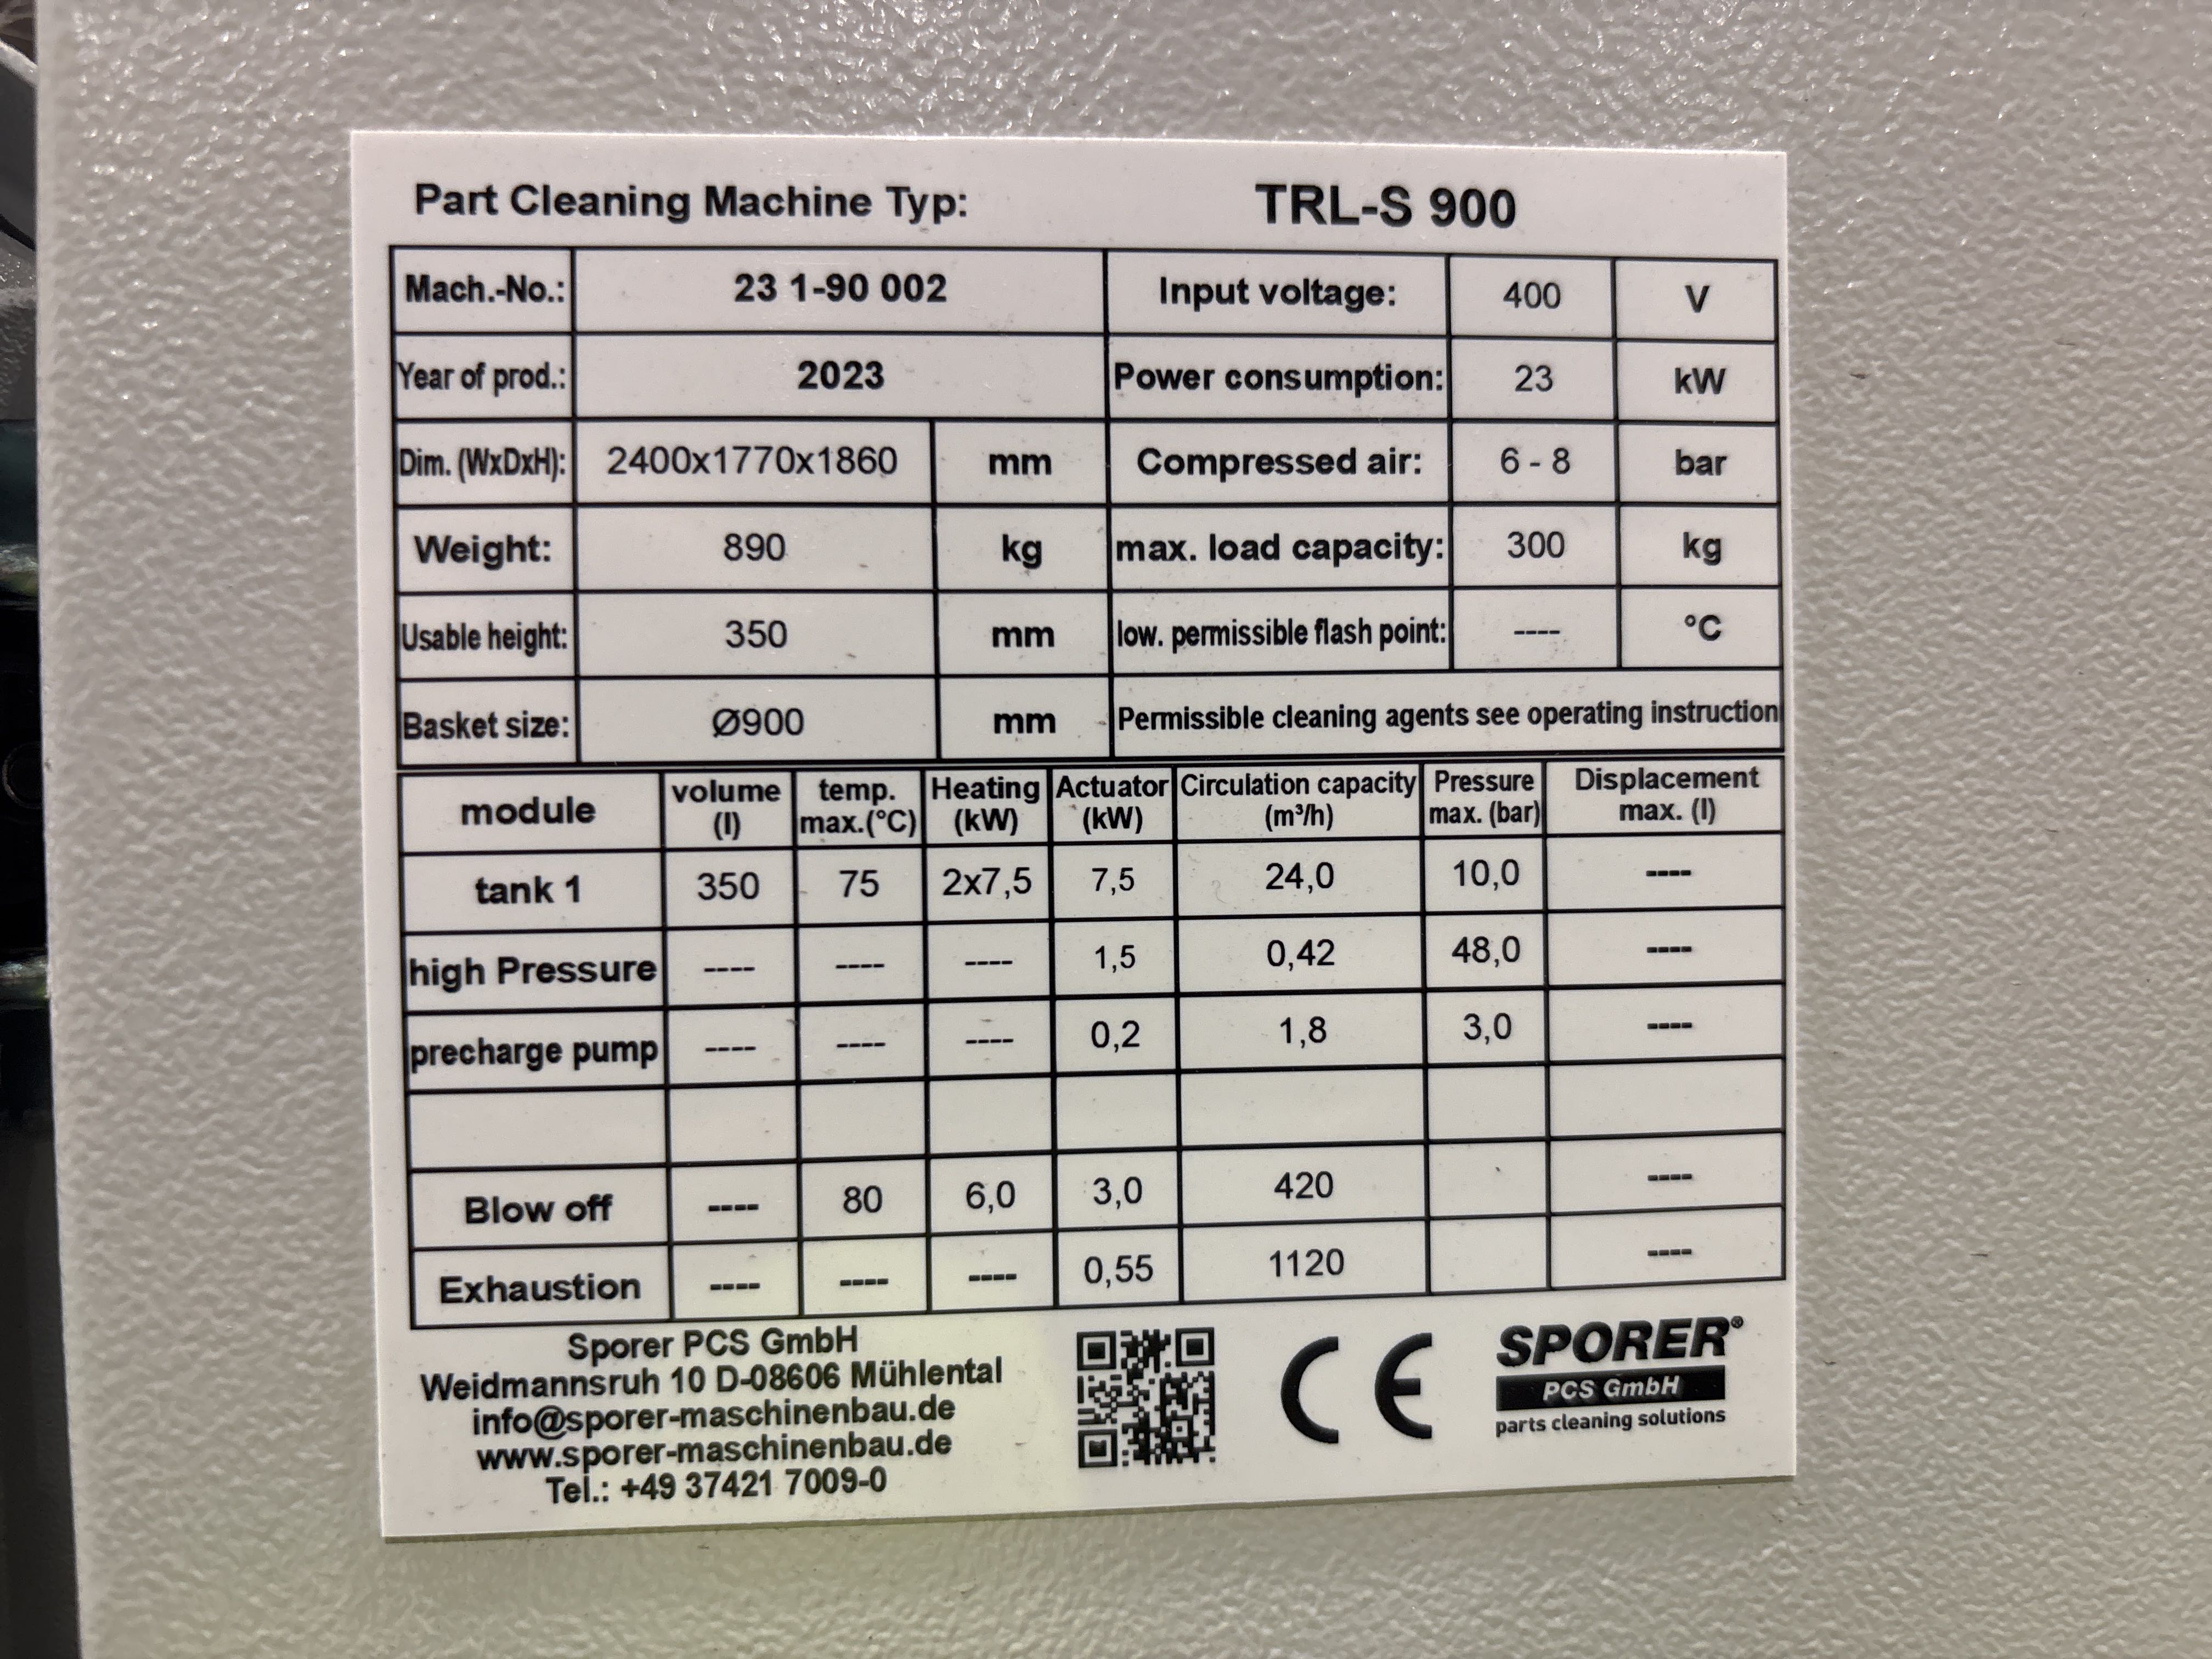 Part Cleaning Machine Typ: TRL-S 900
Mach.-No.: 23 1-90 002 Input voltage: 400 V
Year of prod.: 2023 Power consumption: 23 kW
Dim. (WxDxH): 2400x1770x1860 mm Compressed air: 6 - 8 bar
Weight: 890 kg max. load capacity: 300 kg
Usable height: 350 mm low. permissible flash point: ---- °C
Basket size: Ø900 mm Permissible cleaning agents see operating instruction
module volume (l) temp. max.(°C) Heating (kW) Actuator (kW) Circulation capacity (m³/h) Pressure max. (bar) Displacement max. (l)
tank 1 350 75 2x7,5 7,5 24,0 10,0 ----
high Pressure ---- ---- ---- 1,5 0,42 48,0 ----
precharge pump ---- ---- ---- 0,2 1,8 3,0 ----
Blow off ---- 80 6,0 3,0 420 ----
Exhaustion ---- ---- ---- 0,55 1120 ----
Sporer PCS GmbH
Weidmannsruh 10 D-08606 Mühlental
info@sporer-maschinenbau.de
www.sporer-maschinenbau.de
Tel.: +49 37421 7009-0
CE
SPORER®
PCS GmbH
parts cleaning solutions